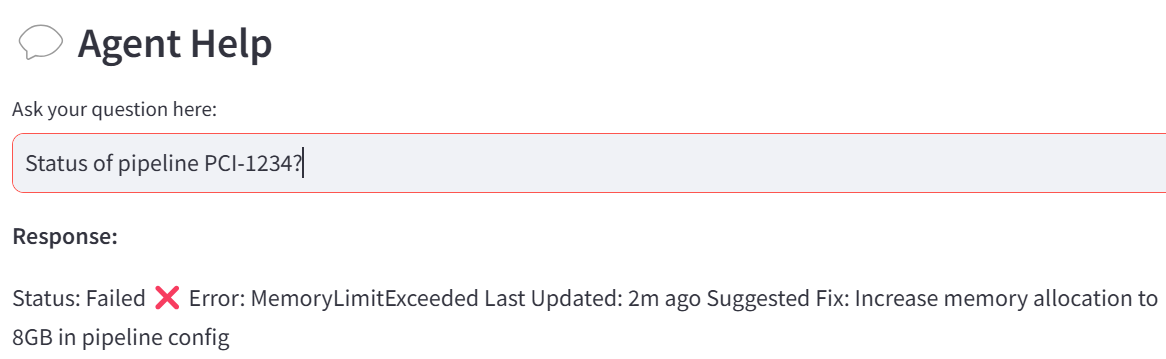 Agent Help
Ask your question here:
Status of pipeline PCI-1234?
Response:
Status: Failed ❌ Error: MemoryLimitExceeded Last Updated: 2m ago Suggested Fix: Increase memory allocation to
8GB in pipeline config